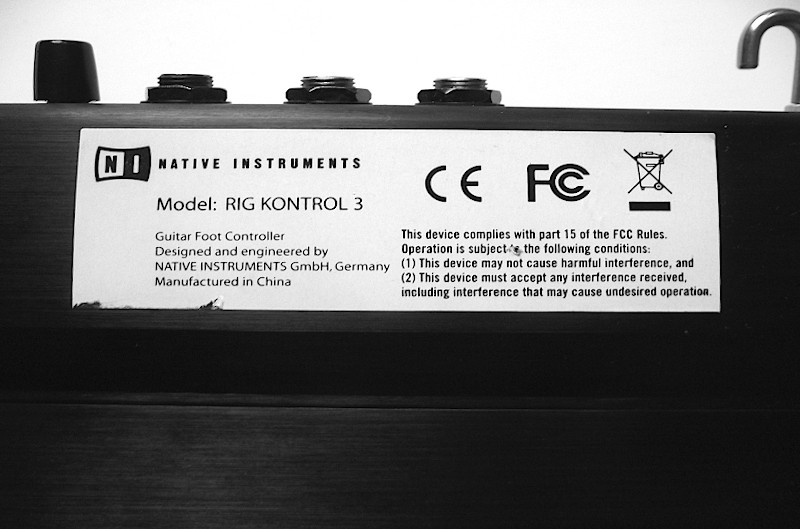 NI NATIVE INSTRUMENTS
Model: RIG KONTROL 3
Guitar Foot Controller
Designed and engineered by
NATIVE INSTRUMENTS GmbH, Germany
Manufactured in China
CE FCC
This device complies with part 15 of the FCC Rules.
Operation is subject the following conditions:
(1) This device may not cause harmful interference, and
(2) This device must accept any interference received,
including interference that may cause undesired operation.